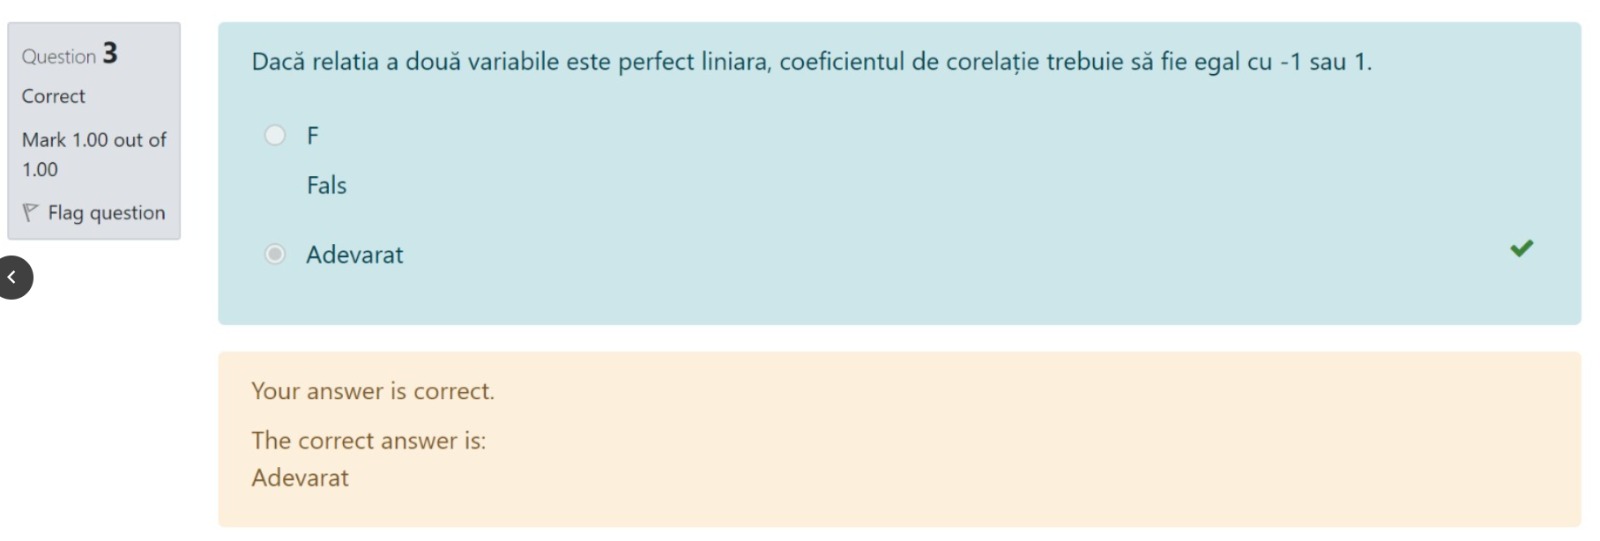 Question 3
Correct
Mark 1.00 out of
1.00
Flag question
Dacă relatia a două variabile este perfect liniara, coeficientul de corelație trebuie să fie egal cu -1 sau 1.
F
Fals
Adevarat
Your answer is correct.
The correct answer is:
Adevarat